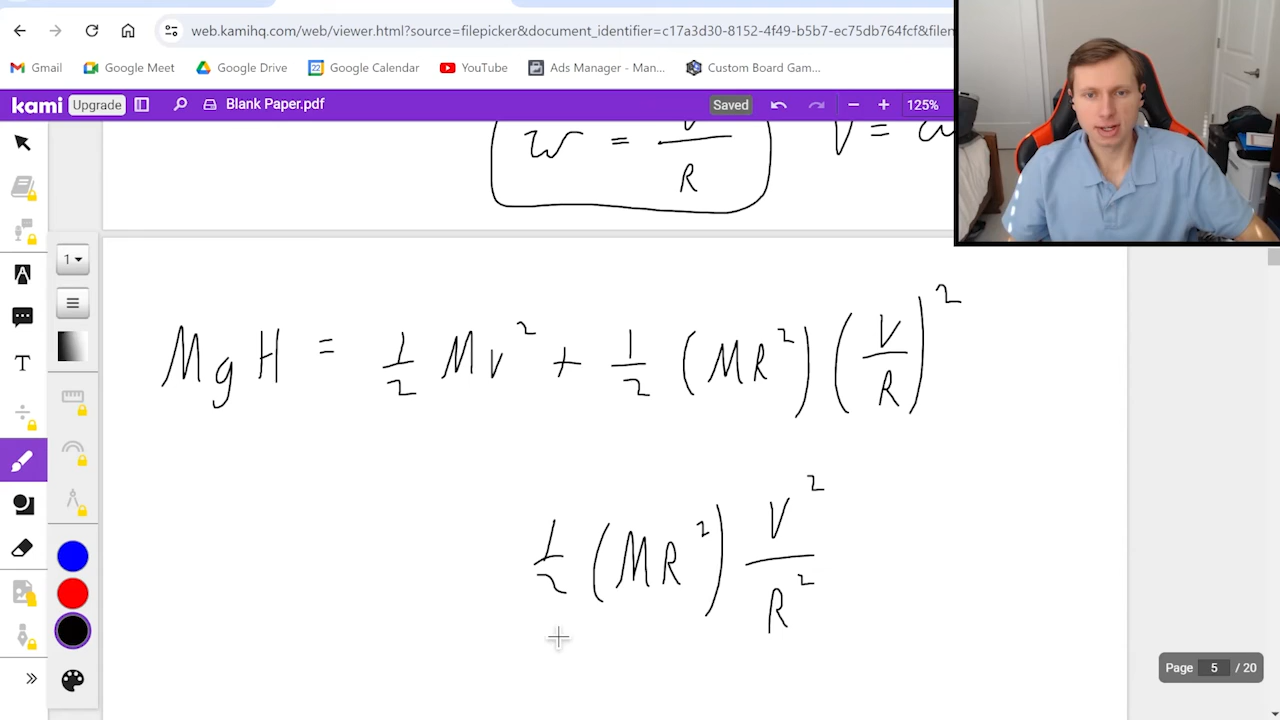 web.kamihq.com/web/viewer.html?source=filepicker&document_identifier=c17a3d30-8152-4f49-b5b7-ec75db764fcf&filen
Gmail Google Meet Google Drive 22 Google Calendar YouTube Ads Manager - Man... Custom Board Gam...
kami Upgrade Blank Paper.pdf Saved 125%
w = V/R V = ω
1
MgH = 1/2 Mv² + 1/2 (MR²) (V/R)²
1/2 (MR²) V²/R²
Page 5 / 20